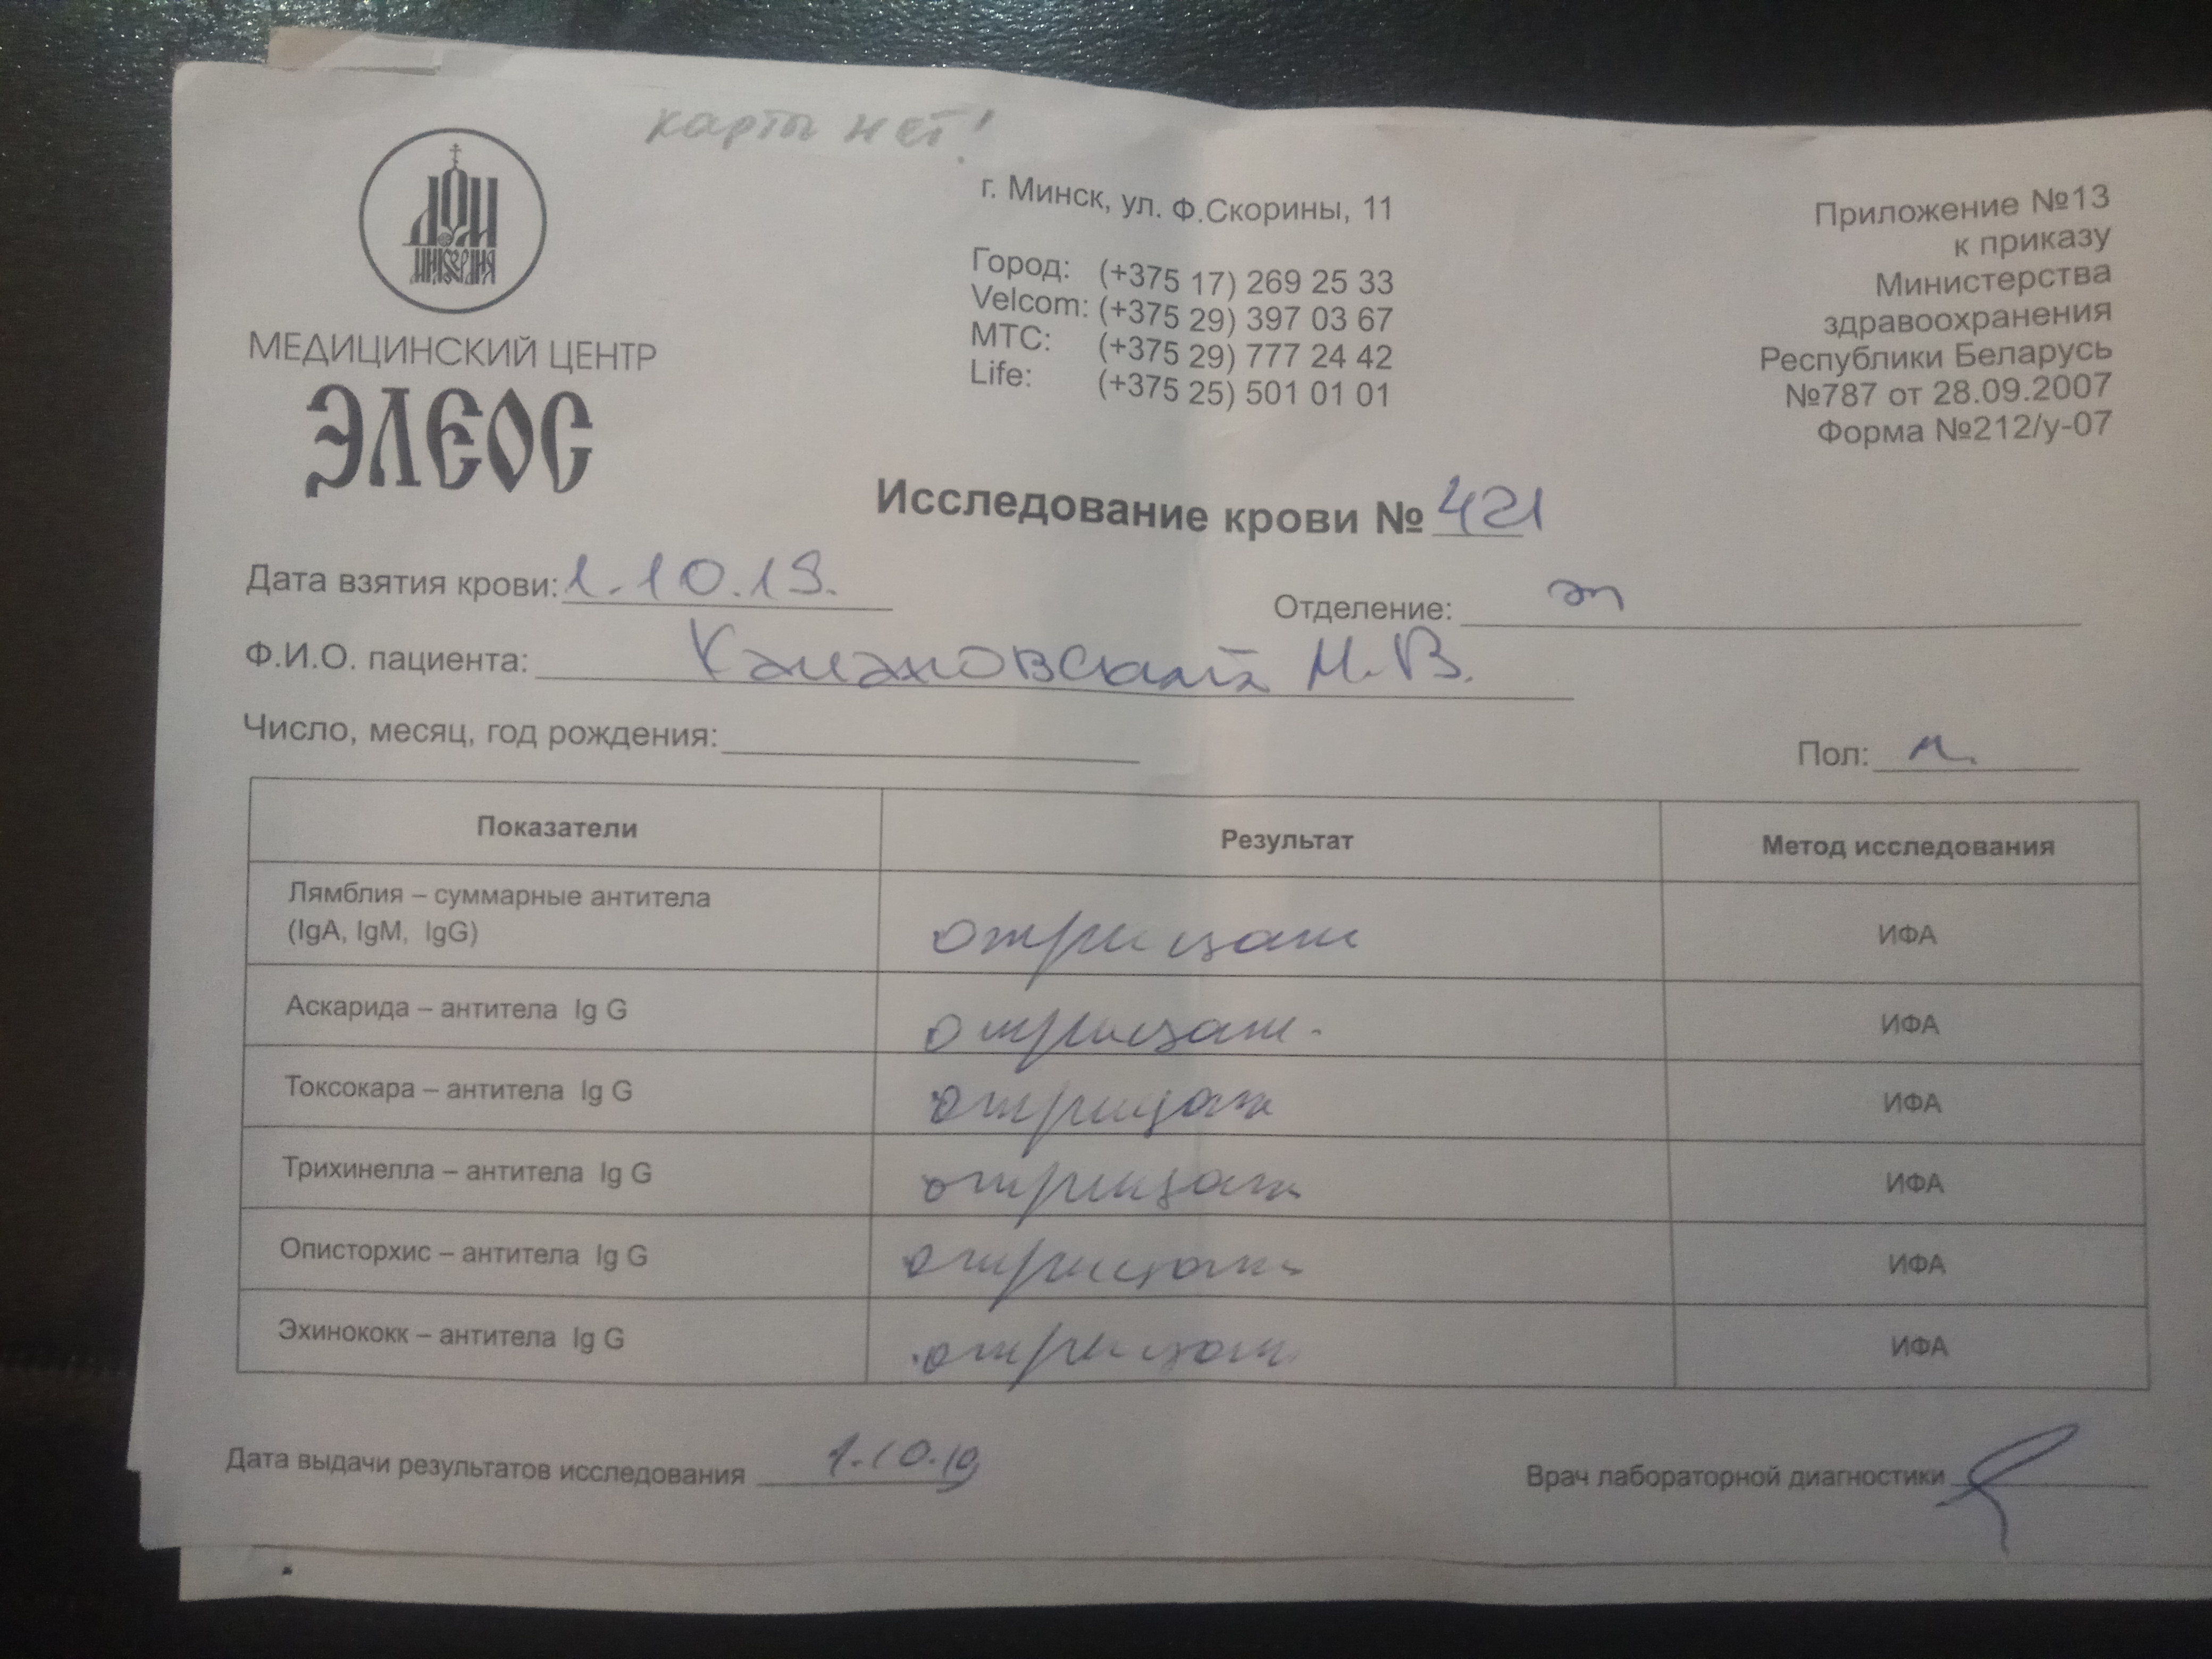 карты нет!
ДОМ
МИЛОСЕРДИЯ
МЕДИЦИНСКИЙ ЦЕНТР
ЭЛЕОС
г. Минск, ул. Ф.Скорины, 11
Город: (+375 17) 269 25 33
Velcom: (+375 29) 397 03 67
МТС: (+375 29) 777 24 42
Life: (+375 25) 501 01 01
Приложение №13
к приказу
Министерства
здравоохранения
Республики Беларусь
№787 от 28.09.2007
Форма №212/у-07
Исследование крови № 421
Дата взятия крови: 1.10.19.
Отделение:
Ф.И.О. пациента: М.В.
Число, месяц, год рождения:
Пол: м.
Показатели Результат Метод исследования
Лямблия – суммарные антитела
(IgA, IgM, IgG) отрицат ИФА
Аскарида – антитела Ig G отрицат. ИФА
Токсокара – антитела Ig G отрицат ИФА
Трихинелла – антитела Ig G отрицат ИФА
Описторхис – антитела Ig G отрицат ИФА
Эхинококк – антитела Ig G отрицат ИФА
Дата выдачи результатов исследования 1.10.19
Врач лабораторной диагностики